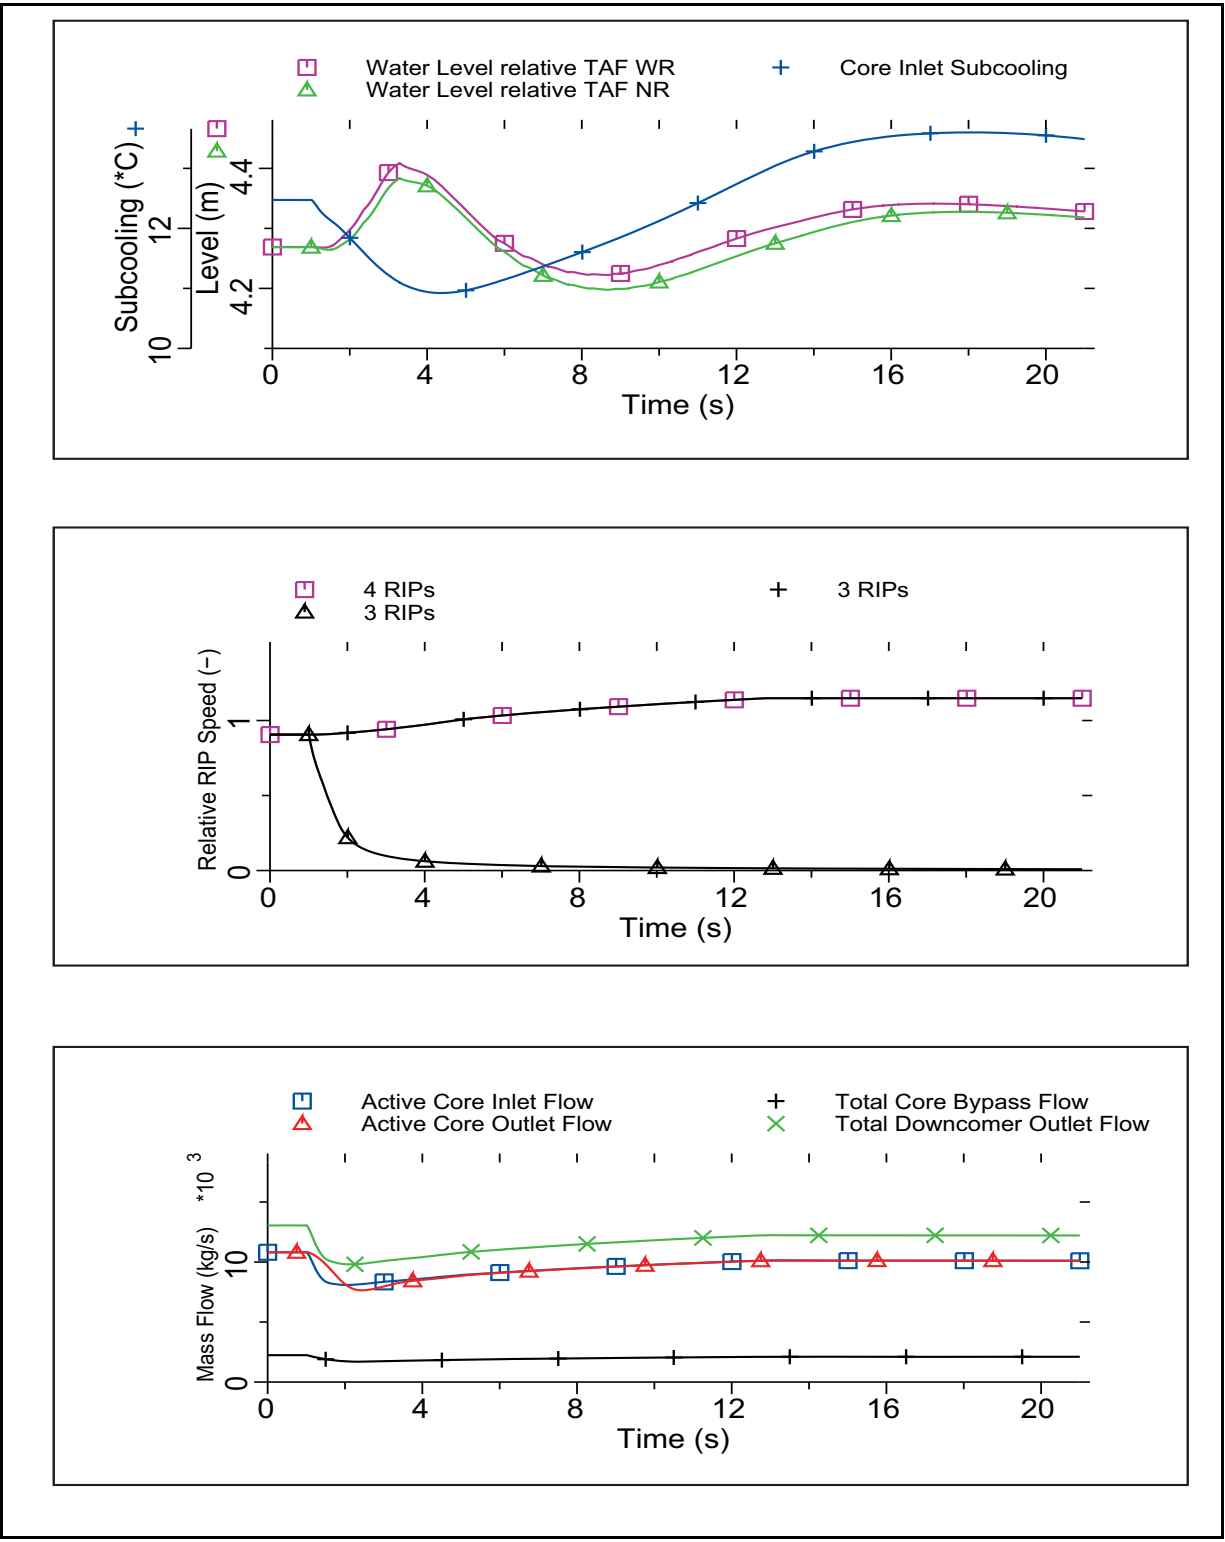 Water Level relative TAF WR
Core Inlet Subcooling
Water Level relative TAF NR
Subcooling (*C)
10
12
Level (m)
4.2
4.4
0
4
8
12
16
20
Time (s)
4 RIPs
3 RIPs
3 RIPs
Relative RIP Speed (−)
0
1
0
4
8
12
16
20
Time (s)
Active Core Inlet Flow
Total Core Bypass Flow
Active Core Outlet Flow
Total Downcomer Outlet Flow
Mass Flow (kg/s) *10 3
0
10
0
4
8
12
16
20
Time (s)